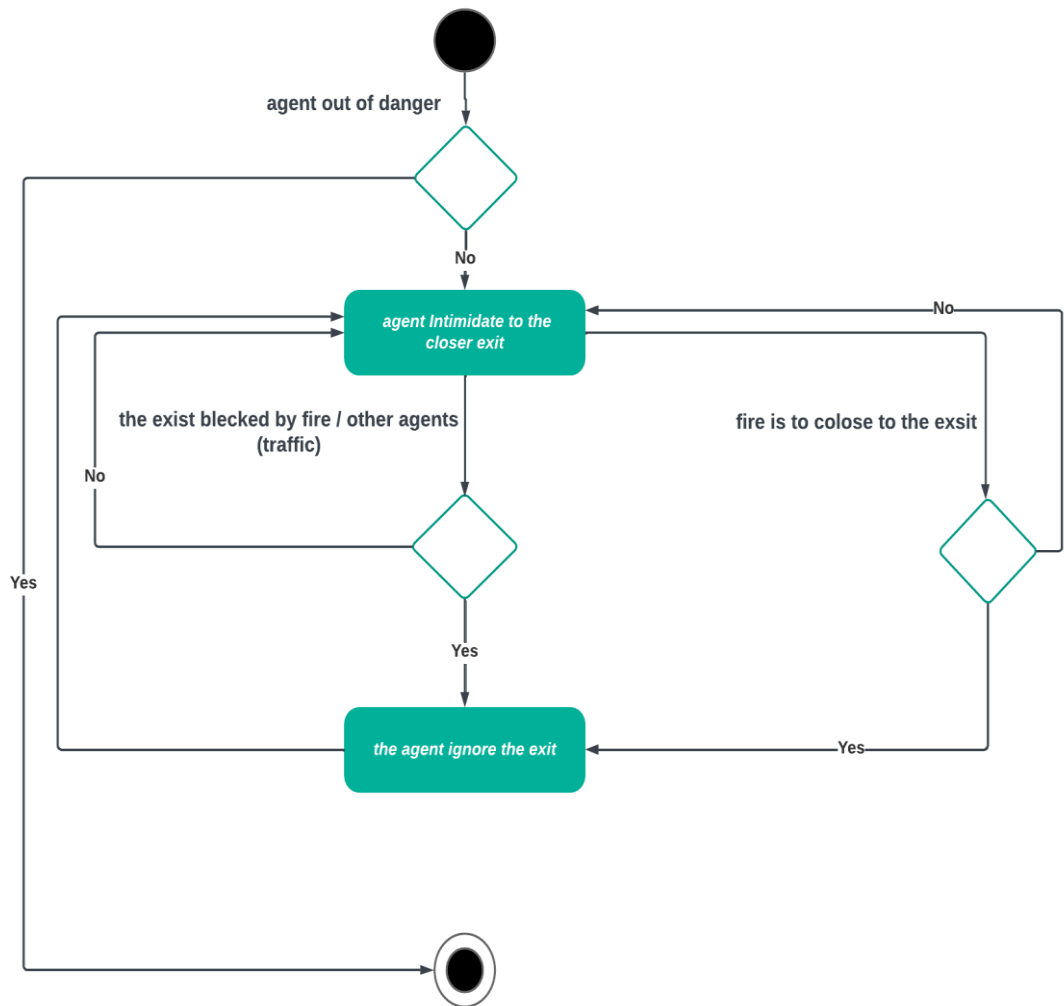 agent out of danger
No
agent Intimidate to the
closer exit
No
the exist blecked by fire / other agents
(traffic)
fire is to colose to the exsit
No
Yes
Yes
the agent ignore the exit
Yes